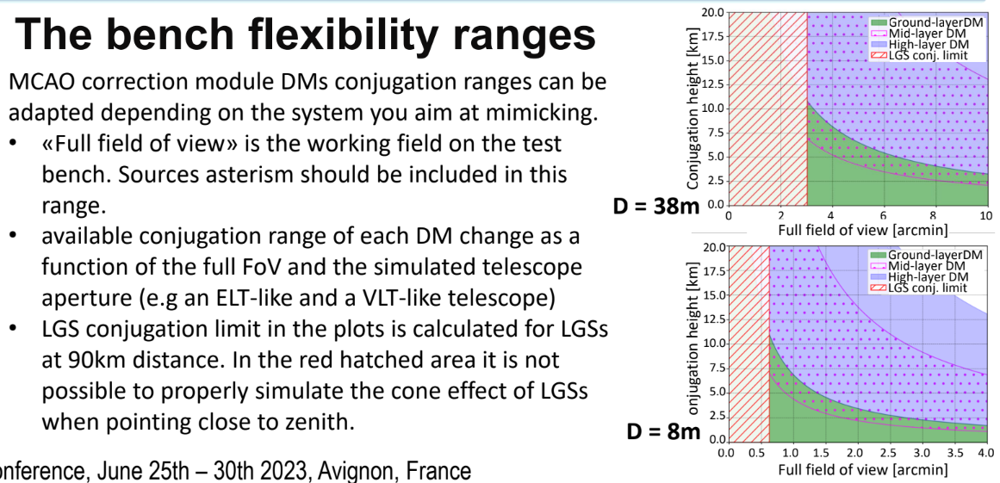 The bench flexibility ranges
MCAO correction module DMs conjugation ranges can be
adapted depending on the system you aim at mimicking.
• «Full field of view» is the working field on the test
bench. Sources asterism should be included in this
range.
• available conjugation range of each DM change as a
function of the full FoV and the simulated telescope
aperture (e.g an ELT-like and a VLT-like telescope)
• LGS conjugation limit in the plots is calculated for LGSs
at 90km distance. In the red hatched area it is not
possible to properly simulate the cone effect of LGSs
when pointing close to zenith.
onference, June 25th – 30th 2023, Avignon, France
D = 38m
Conjugation height [km]
20.0
17.5
15.0
12.5
10.0
7.5
5.0
2.5
0.0
Ground-layerDM
Mid-layer DM
High-layer DM
LGS conj. limit
0 2 4 6 8 10
Full field of view [arcmin]
D = 8m
onjugation height [km]
20.0
17.5
15.0
12.5
10.0
7.5
5.0
2.5
0.0
Ground-layerDM
Mid-layer DM
High-layer DM
LGS conj. limit
0.0 0.5 1.0 1.5 2.0 2.5 3.0 3.5 4.0
Full field of view [arcmin]